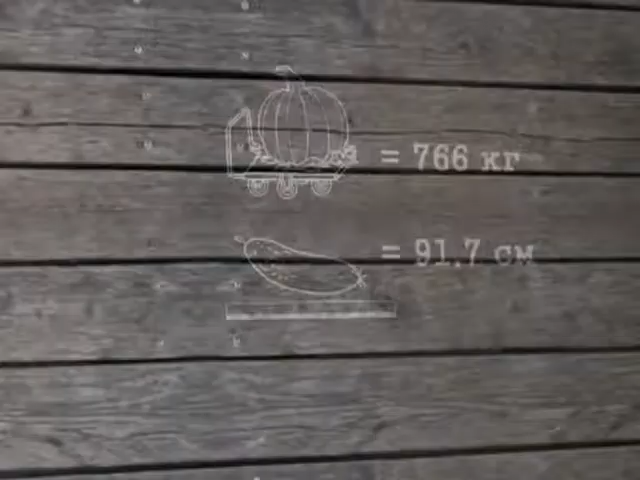 = 766 кг
= 91.7 см